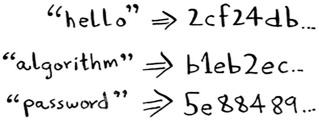 “hello” ⇒ 2cf24db...
“algorithm” ⇒ b1eb2ec...
“password” ⇒ 5e88489...